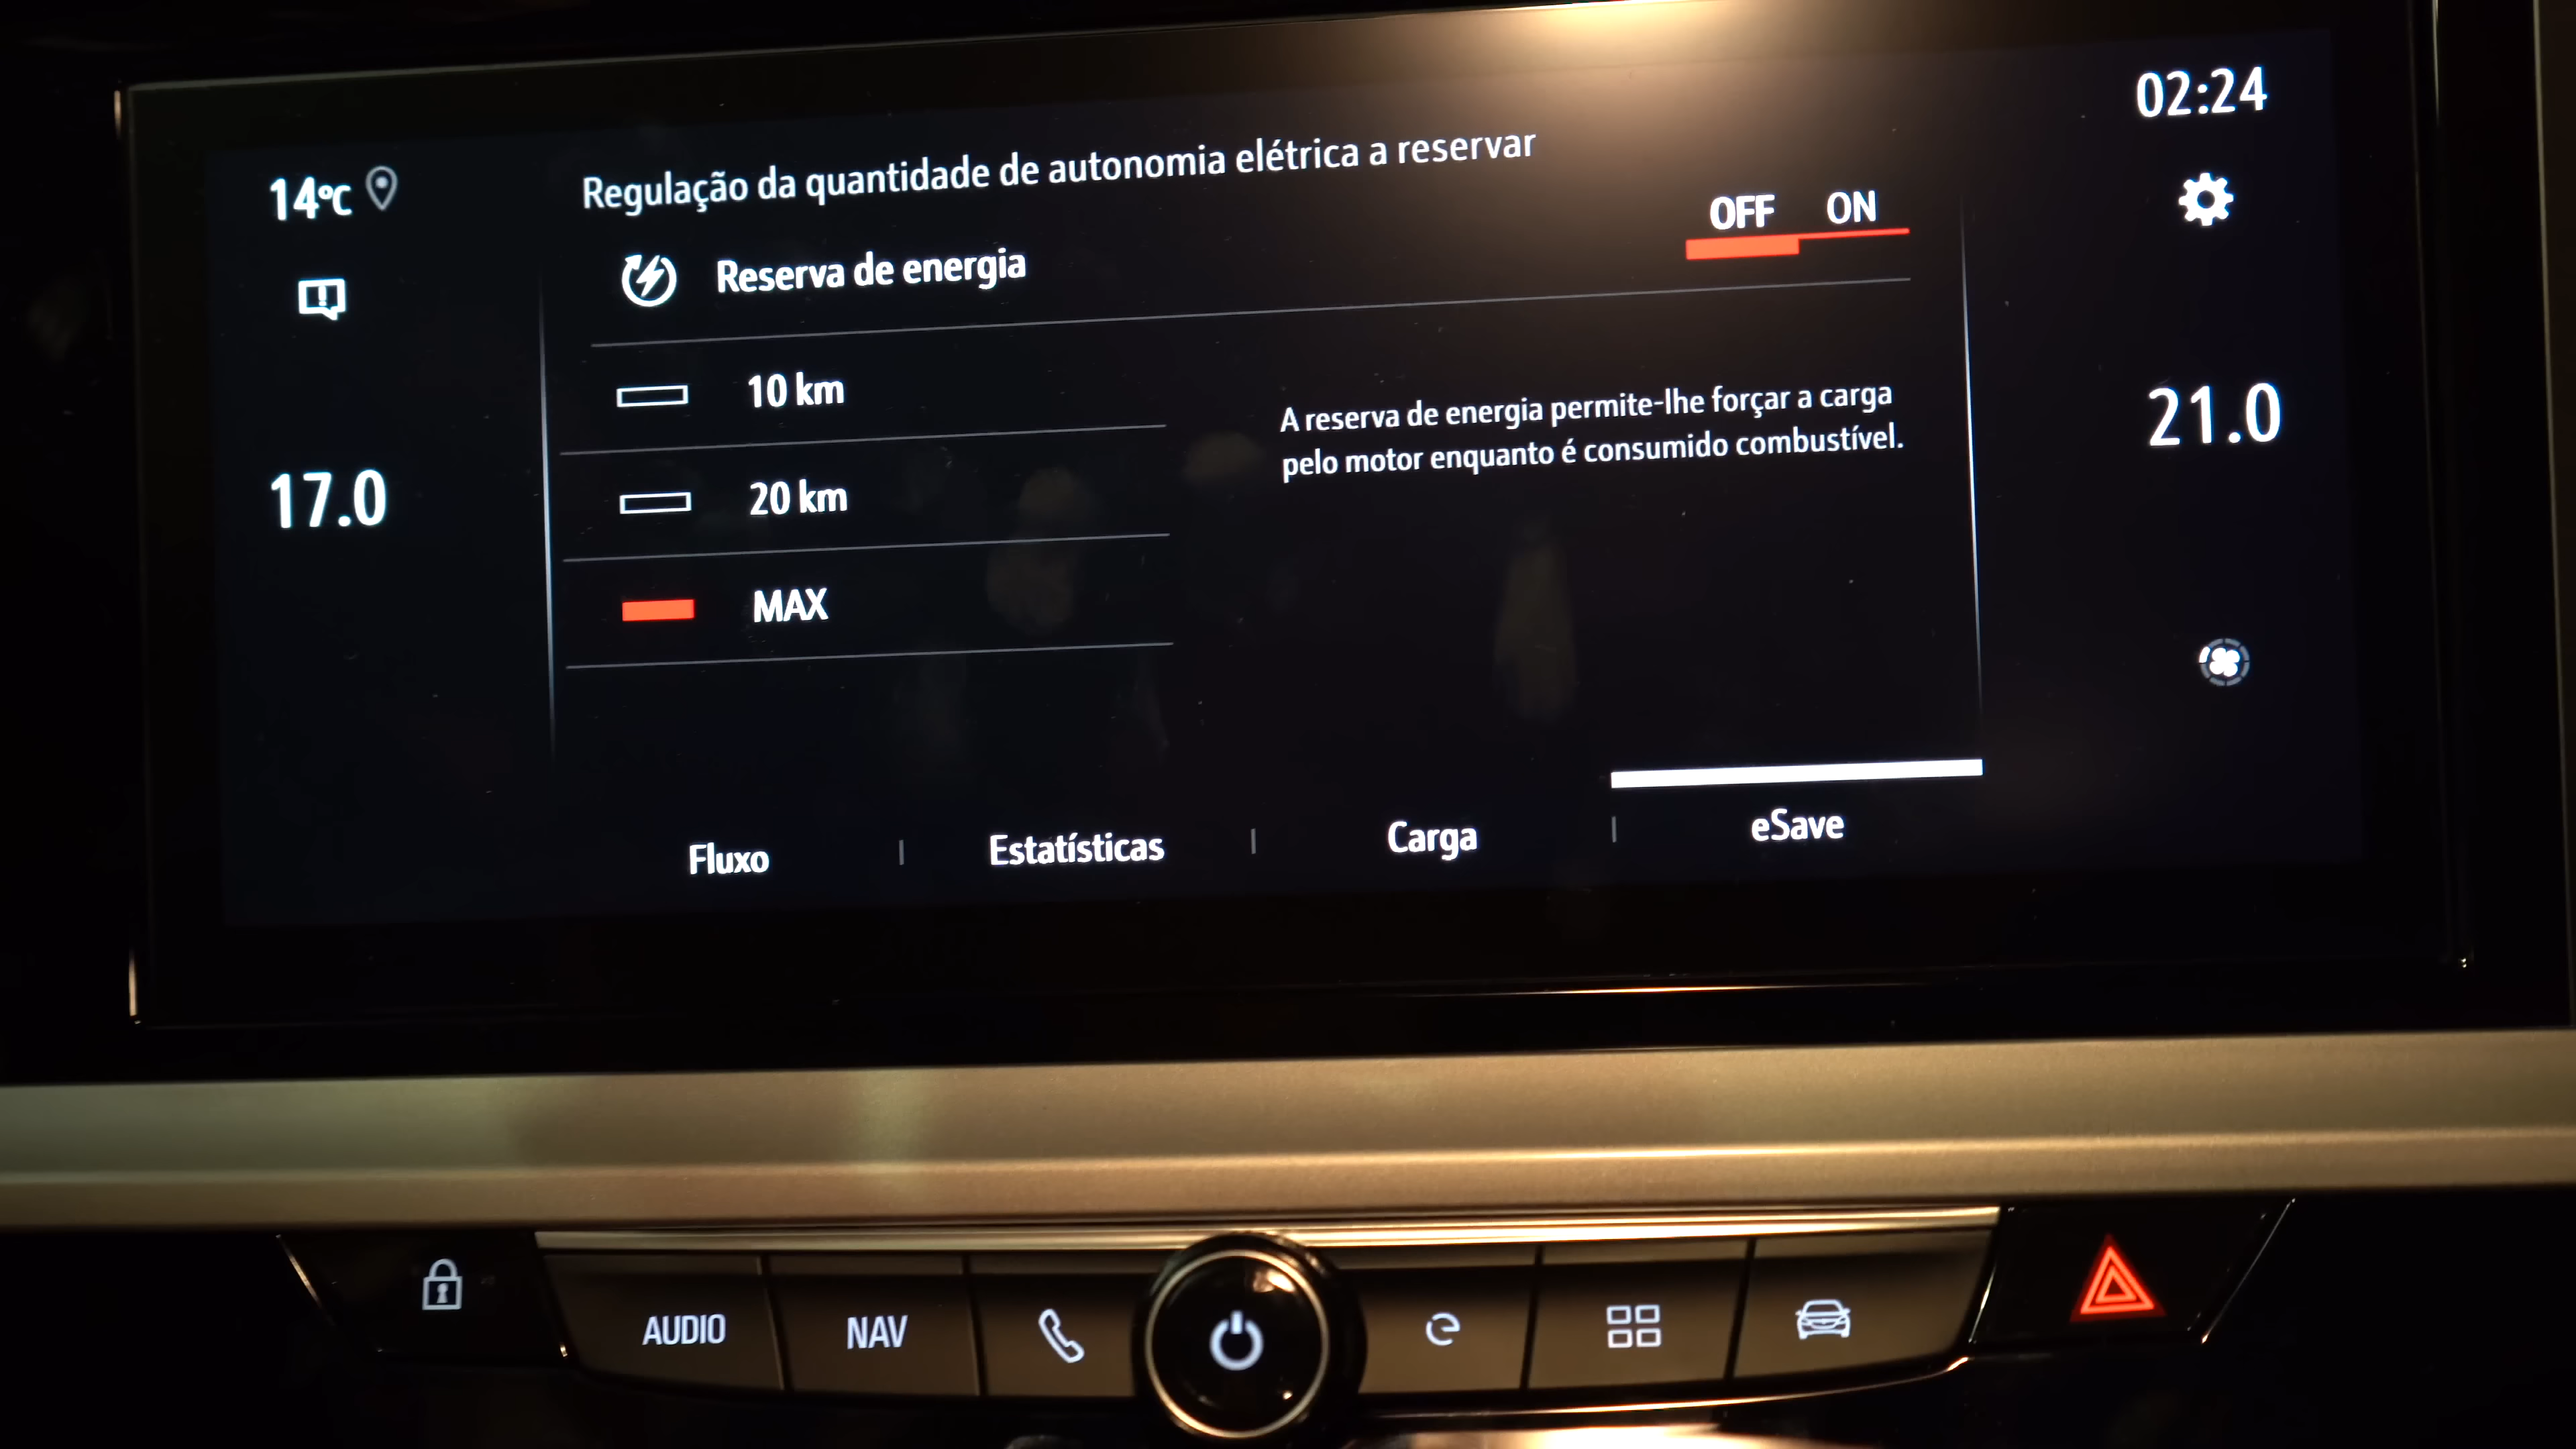 02:24
14°C
Regulação da quantidade de autonomia elétrica a reservar
OFF ON
Reserva de energia
10 km
A reserva de energia permite-lhe forçar a carga
pelo motor enquanto é consumido combustível.
21.0
20 km
17.0
MAX
Fluxo | Estatísticas | Carga | eSave
AUDIO NAV